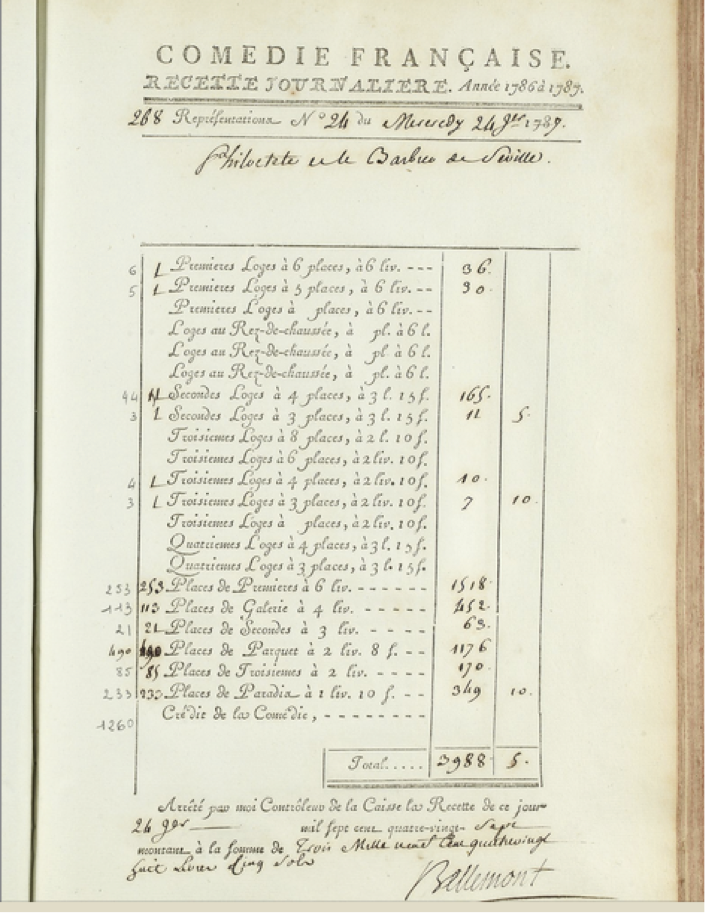 COMEDIE FRANÇAISE.
RECETTE JOURNALIERE. Année 1786 à 1787.
268 Représentations N° 24 du Mercredy 24 Jer 1787.
Philoctete et le Barbier de Seville.
6 1 Premieres Loges à 6 places, à 6 liv. --- 36.
5 1 Premieres Loges à 5 places, à 6 liv. -- 30.
Premieres Loges à places, à 6 liv. --
Loges au Rez-de-chaussée, à pl. à 6 l.
Loges au Rez-de-chaussée, à pl. à 6 l.
Loges au Rez-de-chaussée, à pl. à 6 l.
44 11 Secondes Loges à 4 places, à 3 l. 15 s. 165.
3 1 Secondes Loges à 3 places, à 3 l. 15 s. 11 5.
Troisiemes Loges à 8 places, à 2 l. 10 s.
Troisiemes Loges à 6 places, à 2 liv. 10 s.
4 1 Troisiemes Loges à 4 places, à 2 liv. 10 s. 10.
3 1 Troisiemes Loges à 3 places, à 2 liv. 10 s. 7 10.
Troisiemes Loges à places, à 2 liv. 10 s.
Quatriemes Loges à 4 places, à 3 l. 15 s.
Quatriemes Loges à 3 places, à 3 l. 15 s.
253 253 Places de Premieres à 6 liv. ------ 1518.
113 113 Places de Galerie à 4 liv. ------ 452.
21 21 Places de Secondes à 3 liv. ---- 63.
490 490 Places de Parquet à 2 liv. 8 s. -- 1176
85 85 Places de Troisiemes à 2 liv. ---- 170.
233 233 Places de Paradis à 1 liv. 10 s. -- 349 10.
Crédit de la Comédie, --------
1260
Total..... 3988 5.
Arrêté par moi Contrôleur de la Caisse la Recette de ce jour
24 Jer mil sept cent quatre-vingt- Sept
montant à la somme de Trois Mille neuf Cent quatrevingt
huit Livres Cinq Sols
Bellemont